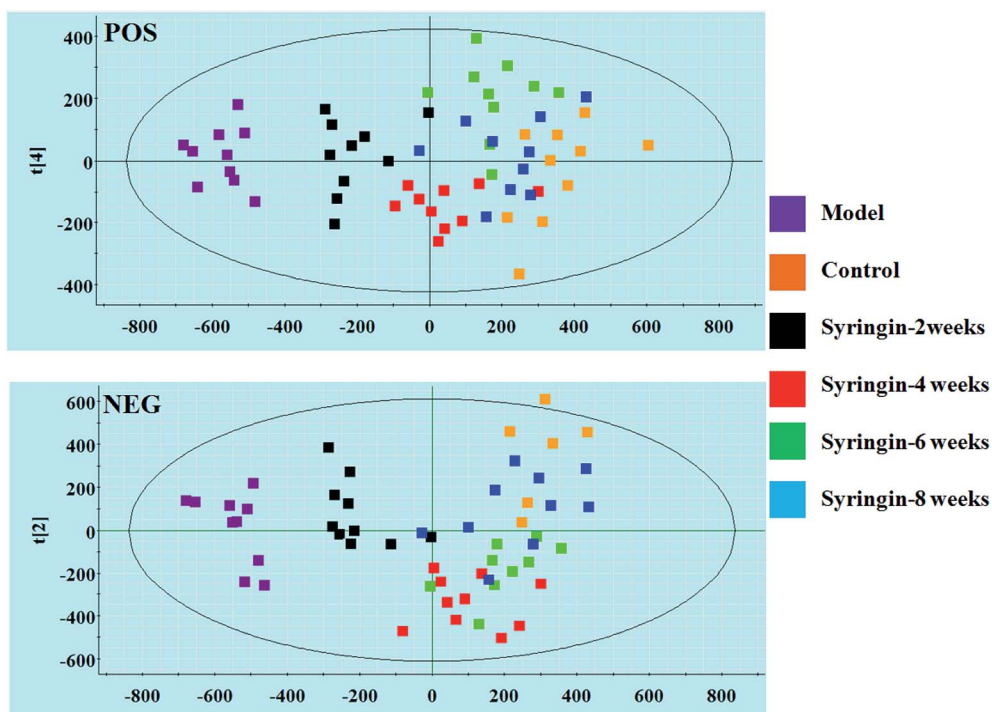 POS
400
200
0
-200
-400
t[4]
-800 -600 -400 -200 0 200 400 600 800
NEG
600
400
200
0
-200
-400
-600
t[2]
-800 -600 -400 -200 0 200 400 600 800
Model
Control
Syringin-2weeks
Syringin-4 weeks
Syringin-6 weeks
Syringin-8 weeks